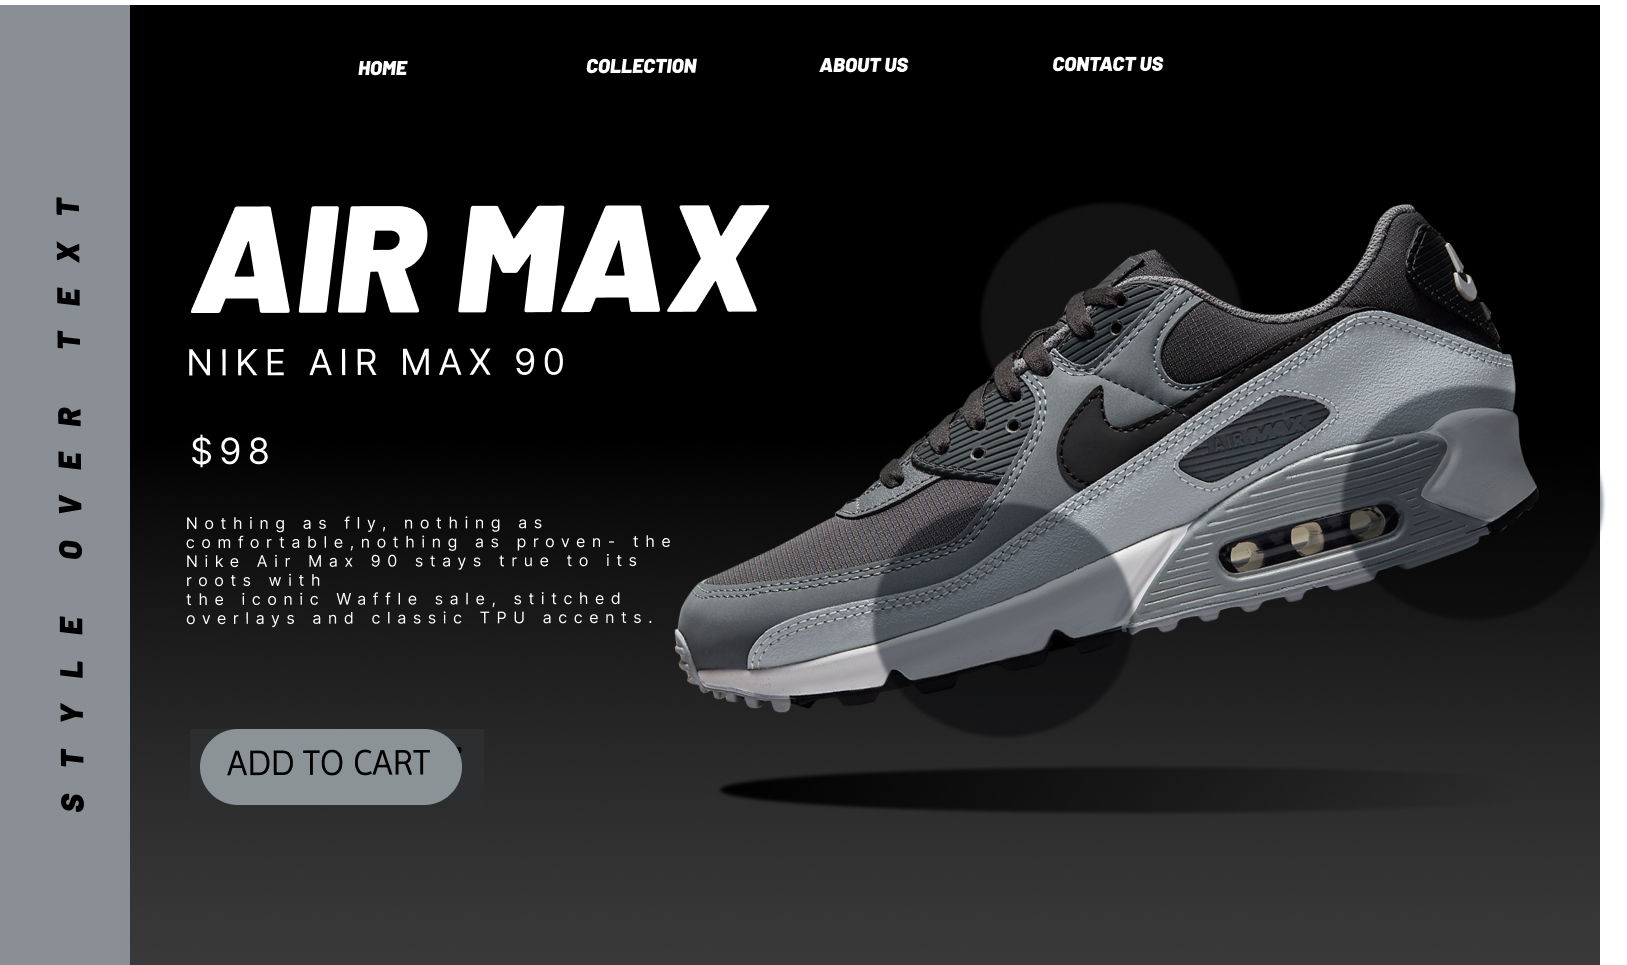 HOME
COLLECTION
ABOUT US
CONTACT US
STYLE OVER TEXT
AIR MAX
NIKE AIR MAX 90
$98
Nothing as fly, nothing as
comfortable,nothing as proven- the
Nike Air Max 90 stays true to its
roots with
the iconic Waffle sale, stitched
overlays and classic TPU accents.
ADD TO CART
AIR MAX